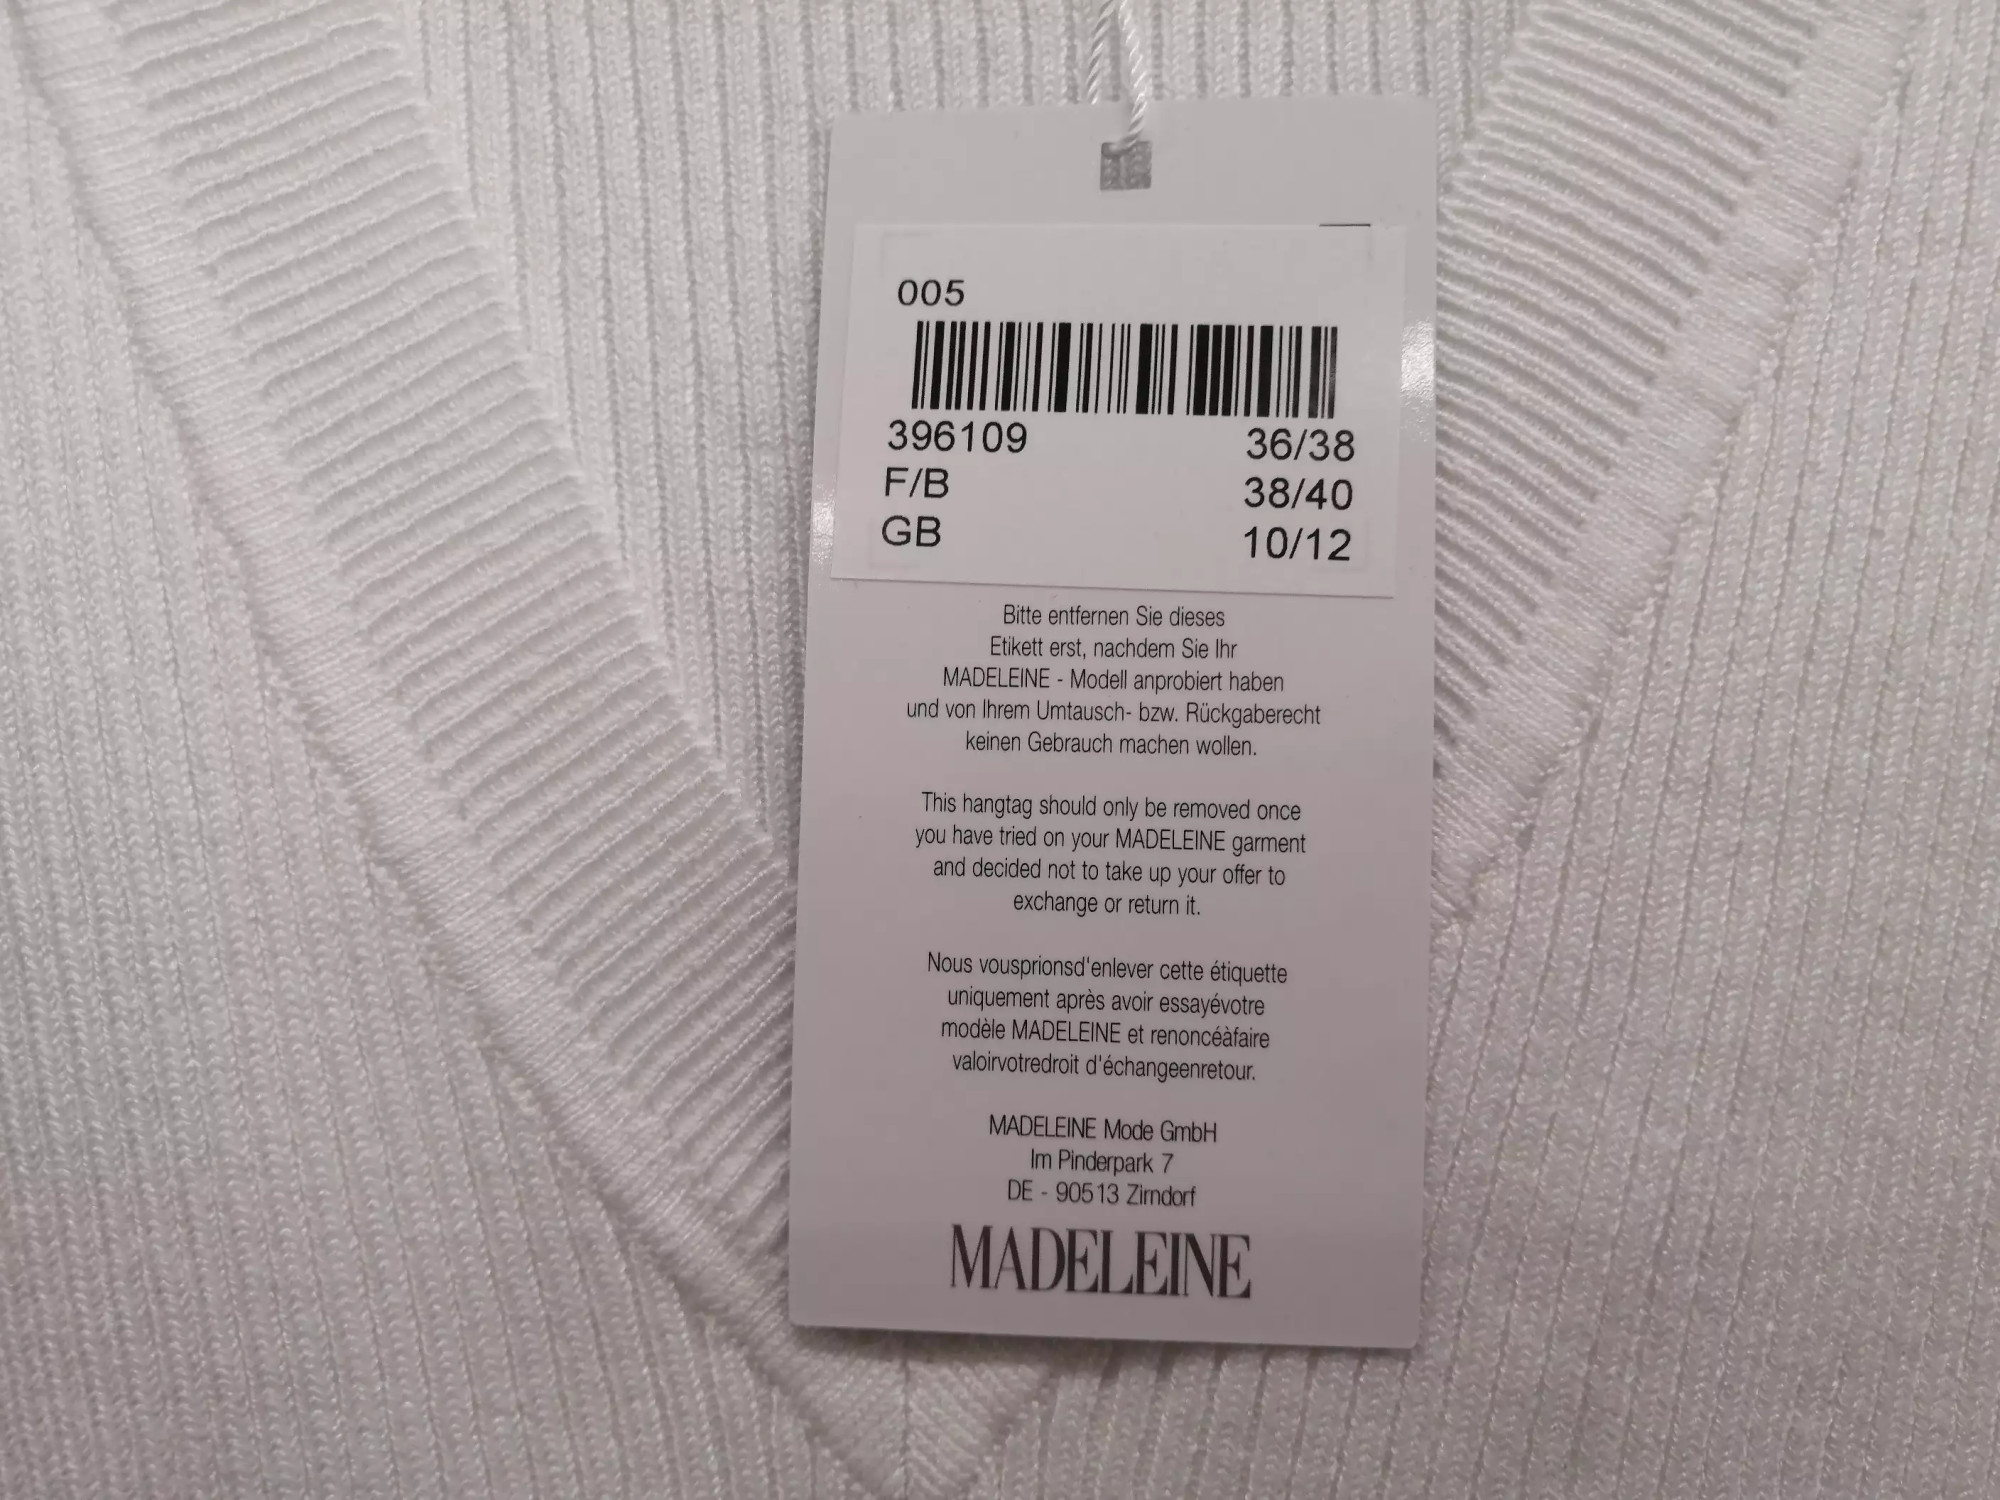 005
396109 36/38
F/B 38/40
GB 10/12
Bitte entfernen Sie dieses
Etikett erst, nachdem Sie Ihr
MADELEINE - Modell anprobiert haben
und von Ihrem Umtausch- bzw. Rückgaberecht
keinen Gebrauch machen wollen.
This hangtag should only be removed once
you have tried on your MADELEINE garment
and decided not to take up your offer to
exchange or return it.
Nous vousprionsd'enlever cette étiquette
uniquement après avoir essayévotre
modèle MADELEINE et renoncéàfaire
valoirvotredroit d'échangeenretour.
MADELEINE Mode GmbH
Im Pinderpark 7
DE - 90513 Zirndorf
MADELEINE